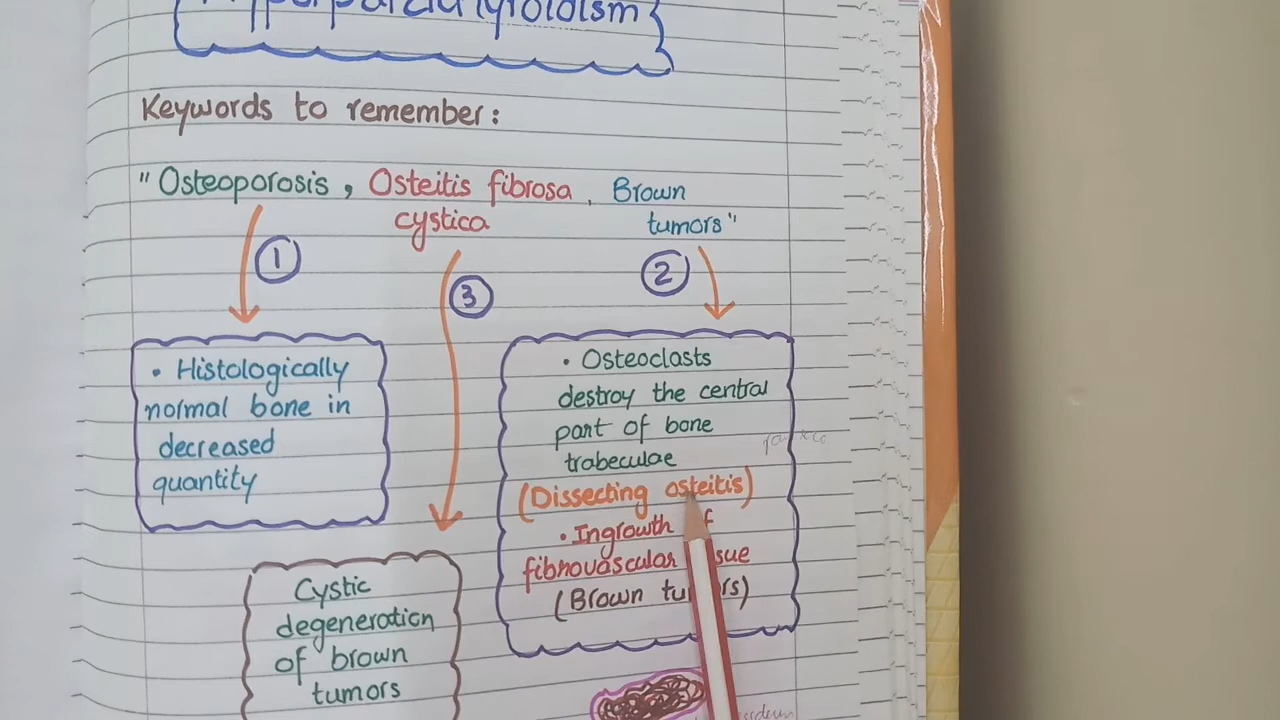 Hyperparathyroidism
Keywords to remember:
"Osteoporosis, Osteitis fibrosa cystica, Brown tumors"
1
3
2
• Histologically
normal bone in
decreased
quantity
• Osteoclasts
destroy the central
part of bone
trabeculae
(Dissecting osteitis)
• Ingrowth
fibrovascular
(Brown
Cystic
degeneration
of brown
tumors